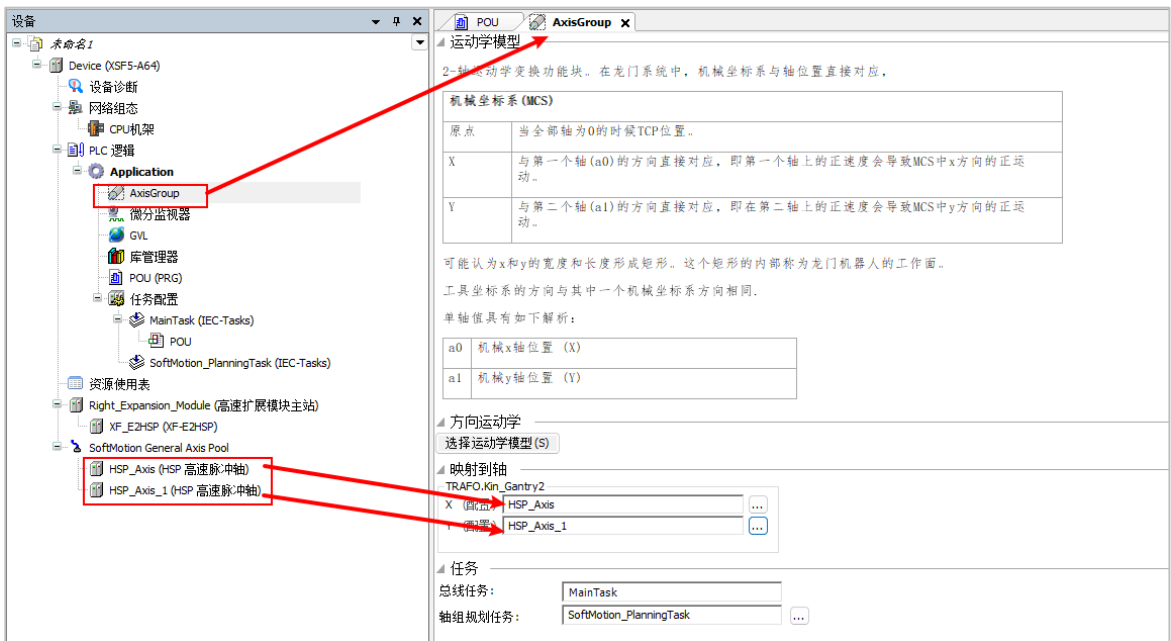 设备
未命名1
Device (XSF5-A64)
设备诊断
网络组态
CPU机架
PLC 逻辑
Application
AxisGroup
微分监视器
GVL
库管理器
POU (PRG)
任务配置
MainTask (IEC-Tasks)
POU
SoftMotion_PlanningTask (IEC-Tasks)
资源使用表
Right_Expansion_Module (高速扩展模块主站)
XF_E2HSP (XF-E2HSP)
SoftMotion General Axis Pool
HSP_Axis (HSP 高速脉冲轴)
HSP_Axis_1 (HSP 高速脉冲轴)
POU
AxisGroup
运动学模型
2-轴运动学变换功能块。在龙门系统中，机械坐标系与轴位置直接对应，
机械坐标系(MCS)
原点 当全部轴为0的时候TCP位置。
X 与第一个轴(a0)的方向直接对应，即第一个轴上的正速度会导致MCS中x方向的正运
动。
Y 与第二个轴(a1)的方向直接对应，即在第二轴上的正速度会导致MCS中y方向的正运
动。
可能认为x和y的宽度和长度形成矩形。这个矩形的内部称为龙门机器人的工作面。
工具坐标系的方向与其中一个机械坐标系方向相同.
单轴值具有如下解析：
a0 机械x轴位置 (X)
a1 机械y轴位置 (Y)
方向运动学
选择运动学模型(S)
映射到轴
TRAFO.Kin_Gantry2
X (配置) HSP_Axis ...
Y (配置) HSP_Axis_1 ...
任务
总线任务： MainTask
轴组规划任务： SoftMotion_PlanningTask ...